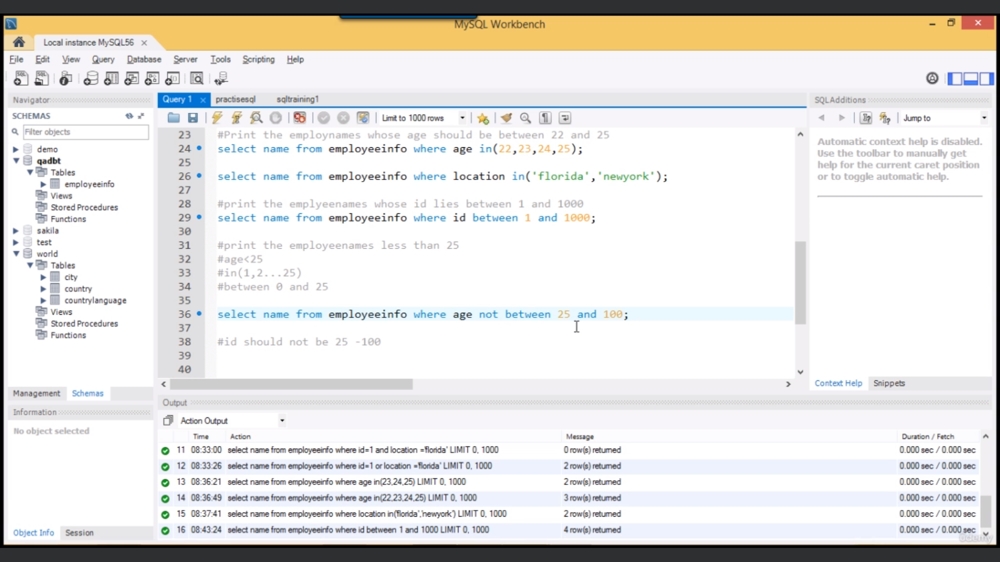 MySQL Workbench
Local instance MySQL56
File Edit View Query Database Server Tools Scripting Help
Navigator
SCHEMAS
Filter objects
demo
qadbt
Tables
employeeinfo
Views
Stored Procedures
Functions
sakila
test
world
Tables
city
country
countrylanguage
Views
Stored Procedures
Functions
Management Schemas
Information
No object selected
Object Info Session
Query 1 practisesql sqltraining1
Limit to 1000 rows
23 #Print the employnames whose age should be between 22 and 25
24 select name from employeeinfo where age in(22,23,24,25);
25
26 select name from employeeinfo where location in('florida','newyork');
27
28 #print the emplyeenames whose id lies between 1 and 1000
29 select name from employeeinfo where id between 1 and 1000;
30
31 #print the employeenames less than 25
32 #age<25
33 #in(1,2...25)
34 #between 0 and 25
35
36 select name from employeeinfo where age not between 25 and 100;
37
38 #id should not be 25 -100
39
40
SQLAdditions
Jump to
Automatic context help is disabled.
Use the toolbar to manually get
help for the current caret position
or to toggle automatic help.
Context Help Snippets
Output
Action Output
Time Action Message Duration / Fetch
11 08:33:00 select name from employeeinfo where id=1 and location ='florida' LIMIT 0, 1000 0 row(s) returned 0.000 sec / 0.000 sec
12 08:33:26 select name from employeeinfo where id=1 or location ='florida' LIMIT 0, 1000 2 row(s) returned 0.000 sec / 0.000 sec
13 08:36:21 select name from employeeinfo where age in(23,24,25) LIMIT 0, 1000 2 row(s) returned 0.000 sec / 0.000 sec
14 08:36:49 select name from employeeinfo where age in(22,23,24,25) LIMIT 0, 1000 3 row(s) returned 0.000 sec / 0.000 sec
15 08:37:41 select name from employeeinfo where location in('florida','newyork') LIMIT 0, 1000 2 row(s) returned 0.000 sec / 0.000 sec
16 08:43:24 select name from employeeinfo where id between 1 and 1000 LIMIT 0, 1000 4 row(s) returned 0.000 sec / 0.000 sec
udemy